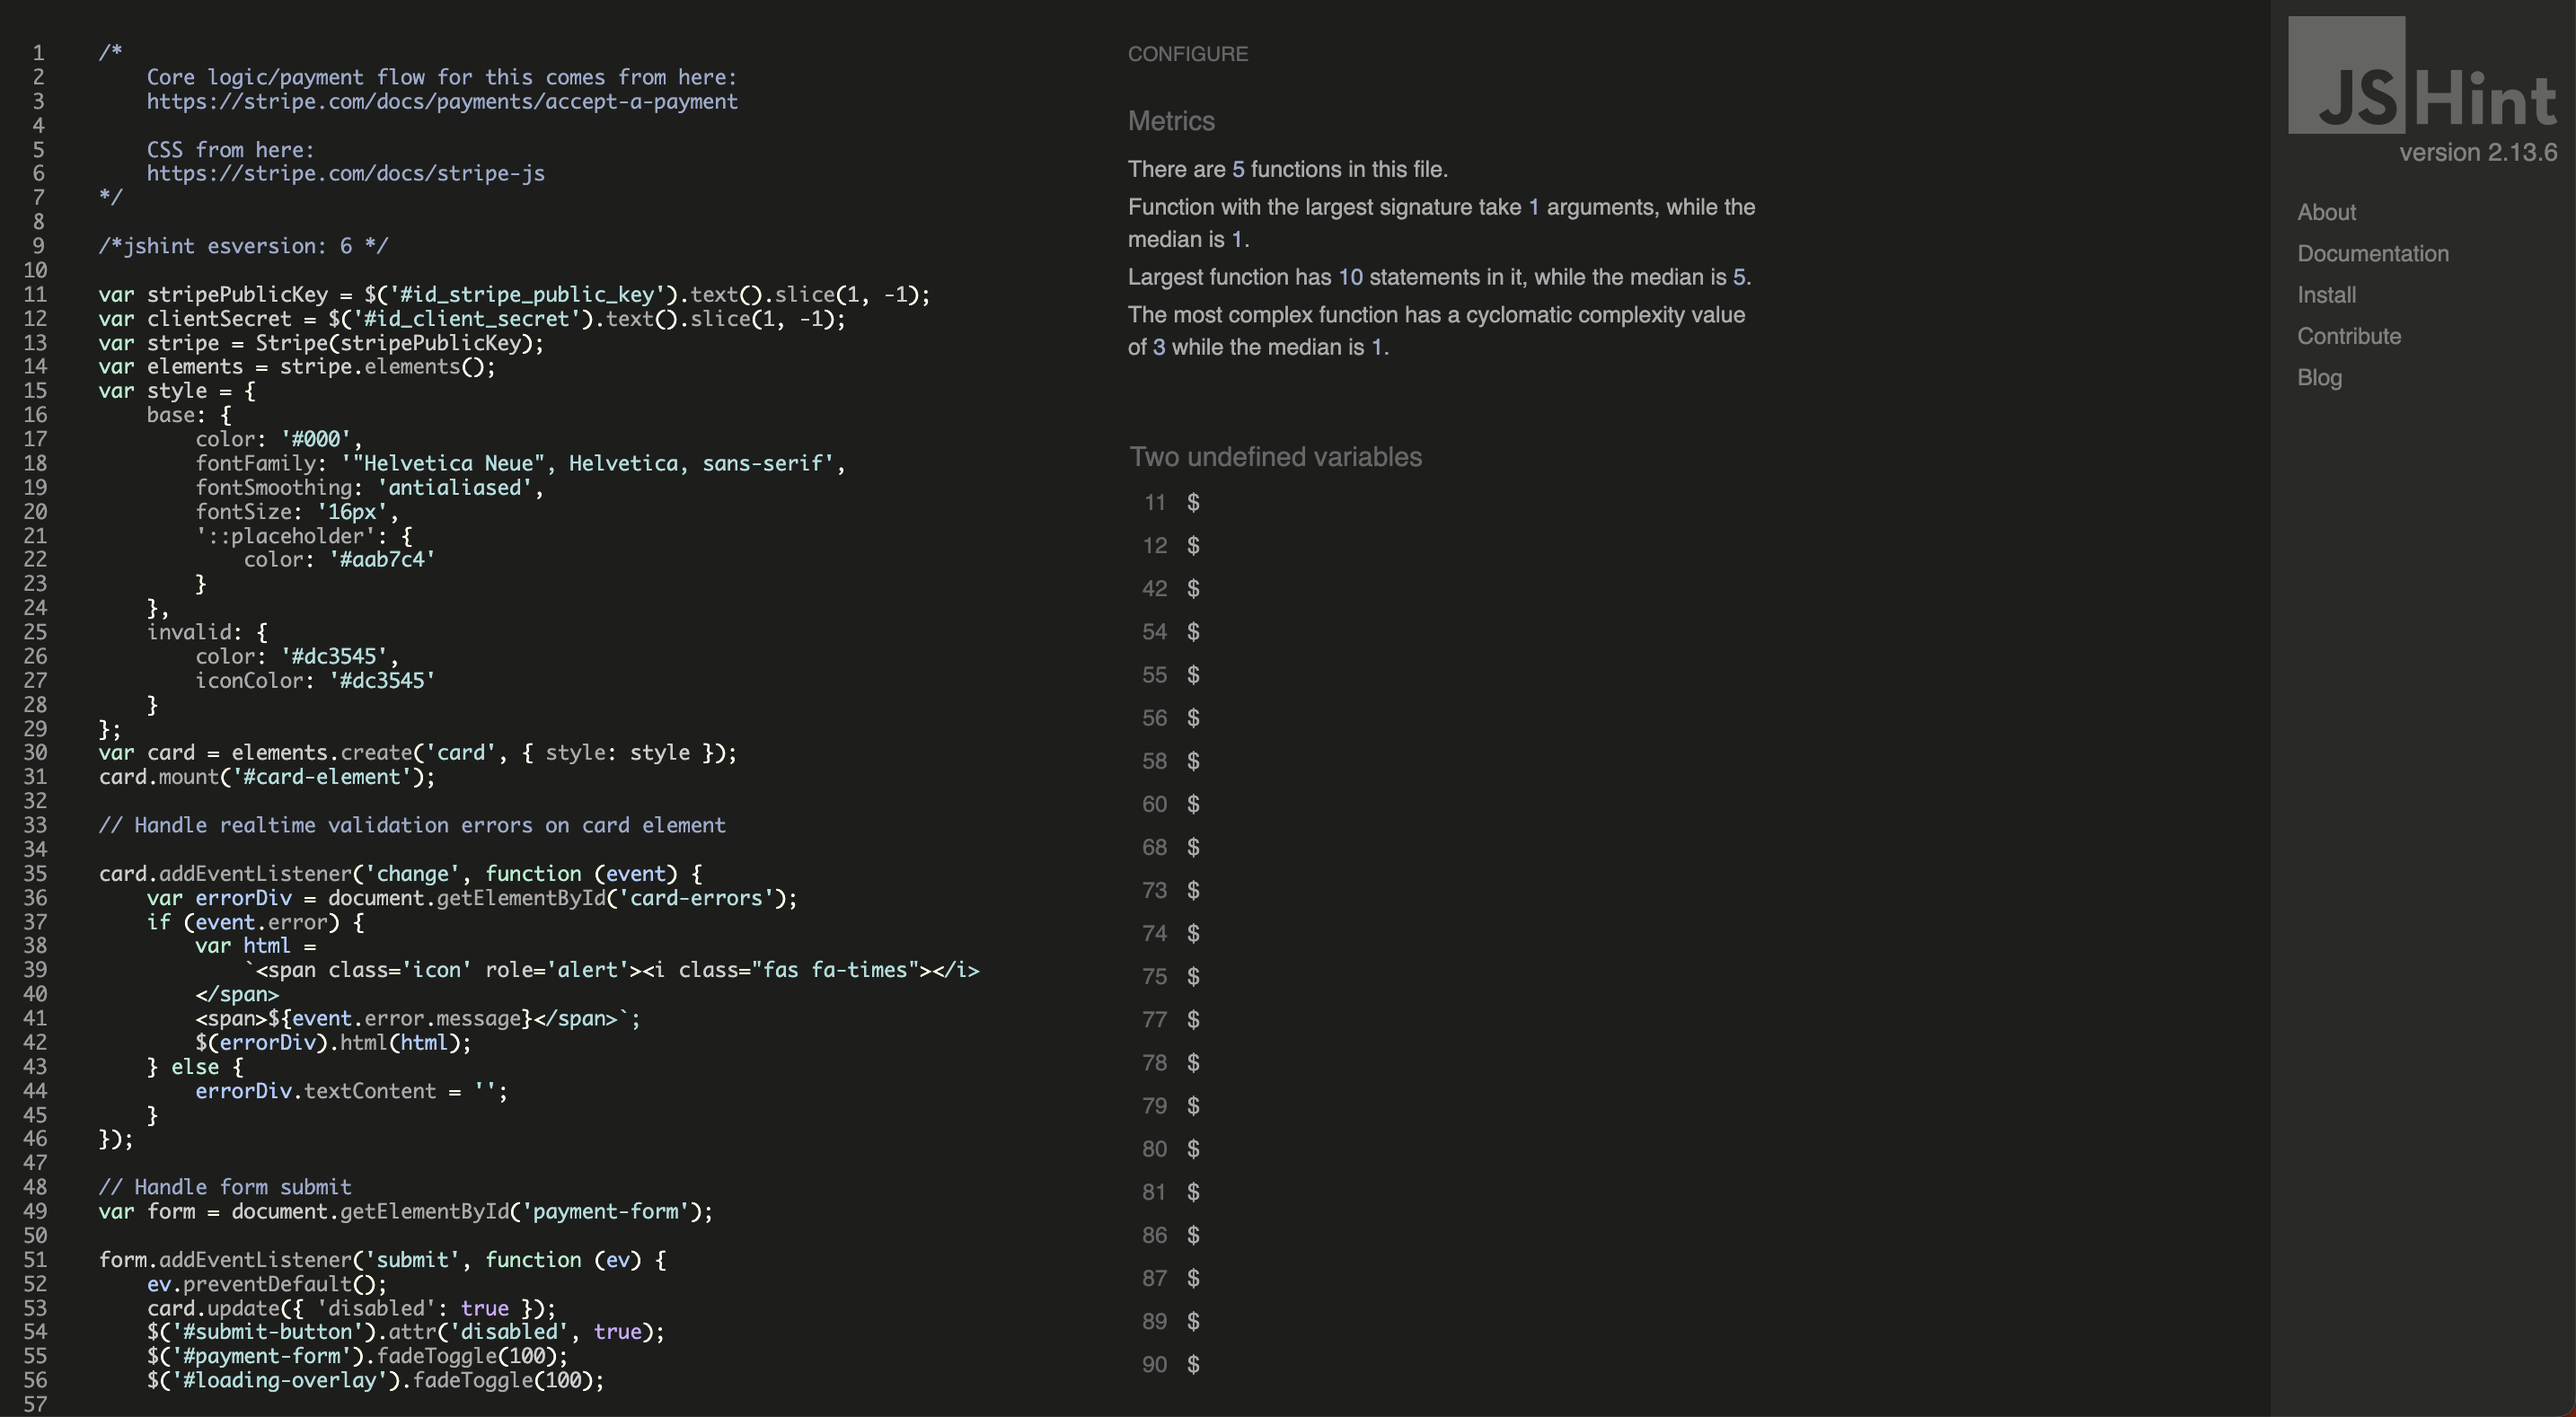 1 /*
2 Core logic/payment flow for this comes from here:
3 https://stripe.com/docs/payments/accept-a-payment
4
5 CSS from here:
6 https://stripe.com/docs/stripe-js
7 */
8
9 /*jshint esversion: 6 */
10
11 var stripePublicKey = $('#id_stripe_public_key').text().slice(1, -1);
12 var clientSecret = $('#id_client_secret').text().slice(1, -1);
13 var stripe = Stripe(stripePublicKey);
14 var elements = stripe.elements();
15 var style = {
16 base: {
17 color: '#000',
18 fontFamily: '"Helvetica Neue", Helvetica, sans-serif',
19 fontSmoothing: 'antialiased',
20 fontSize: '16px',
21 '::placeholder': {
22 color: '#aab7c4'
23 }
24 },
25 invalid: {
26 color: '#dc3545',
27 iconColor: '#dc3545'
28 }
29 };
30 var card = elements.create('card', { style: style });
31 card.mount('#card-element');
32
33 // Handle realtime validation errors on card element
34
35 card.addEventListener('change', function (event) {
36 var errorDiv = document.getElementById('card-errors');
37 if (event.error) {
38 var html =
39 `<span class='icon' role='alert'><i class="fas fa-times"></i>
40 </span>
41 <span>${event.error.message}</span>`;
42 $(errorDiv).html(html);
43 } else {
44 errorDiv.textContent = '';
45 }
46 });
47
48 // Handle form submit
49 var form = document.getElementById('payment-form');
50
51 form.addEventListener('submit', function (ev) {
52 ev.preventDefault();
53 card.update({ 'disabled': true });
54 $('#submit-button').attr('disabled', true);
55 $('#payment-form').fadeToggle(100);
56 $('#loading-overlay').fadeToggle(100);
57
CONFIGURE
Metrics
There are 5 functions in this file.
Function with the largest signature take 1 arguments, while the
median is 1.
Largest function has 10 statements in it, while the median is 5.
The most complex function has a cyclomatic complexity value
of 3 while the median is 1.
Two undefined variables
11 $
12 $
42 $
54 $
55 $
56 $
58 $
60 $
68 $
73 $
74 $
75 $
77 $
78 $
79 $
80 $
81 $
86 $
87 $
89 $
90 $
JSHint
version 2.13.6
About
Documentation
Install
Contribute
Blog